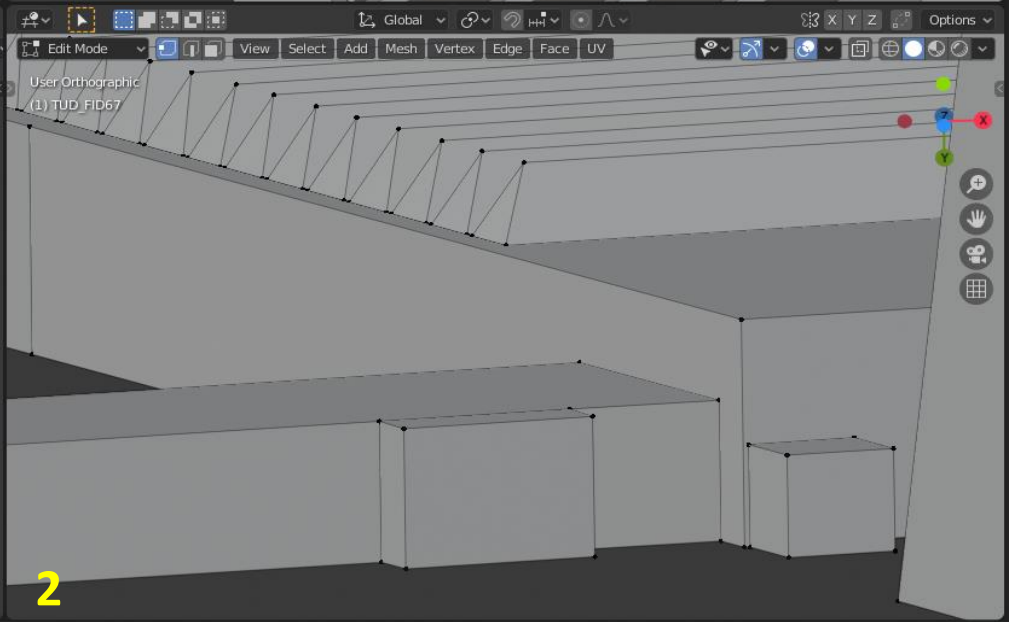 Global
X Y Z
Options
Edit Mode
View Select Add Mesh Vertex Edge Face UV
User Orthographic
(1) TUD_FID67
Z
X
Y
2